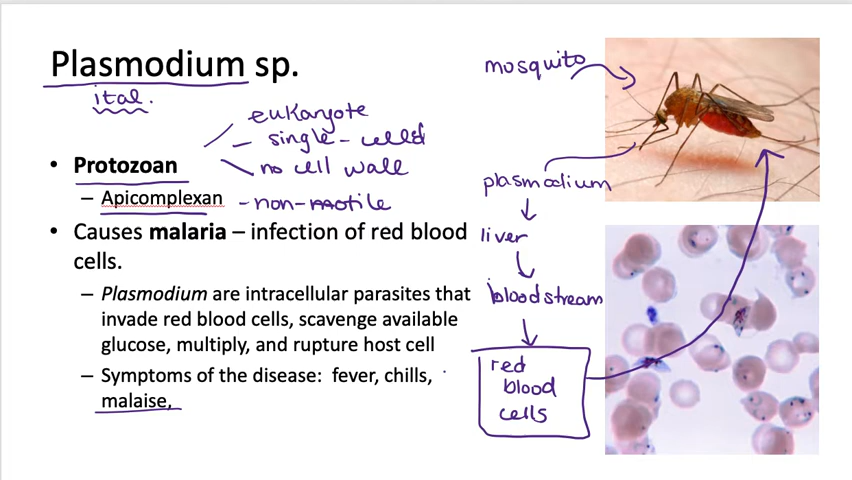 Plasmodium sp.
ital.
eukaryote
single-celled
no cell wall
• Protozoan
– Apicomplexan
- non-motile
• Causes malaria – infection of red blood
cells.
– Plasmodium are intracellular parasites that
invade red blood cells, scavenge available
glucose, multiply, and rupture host cell
– Symptoms of the disease: fever, chills,
malaise,
mosquito
plasmodium
liver
bloodstream
red
blood
cells